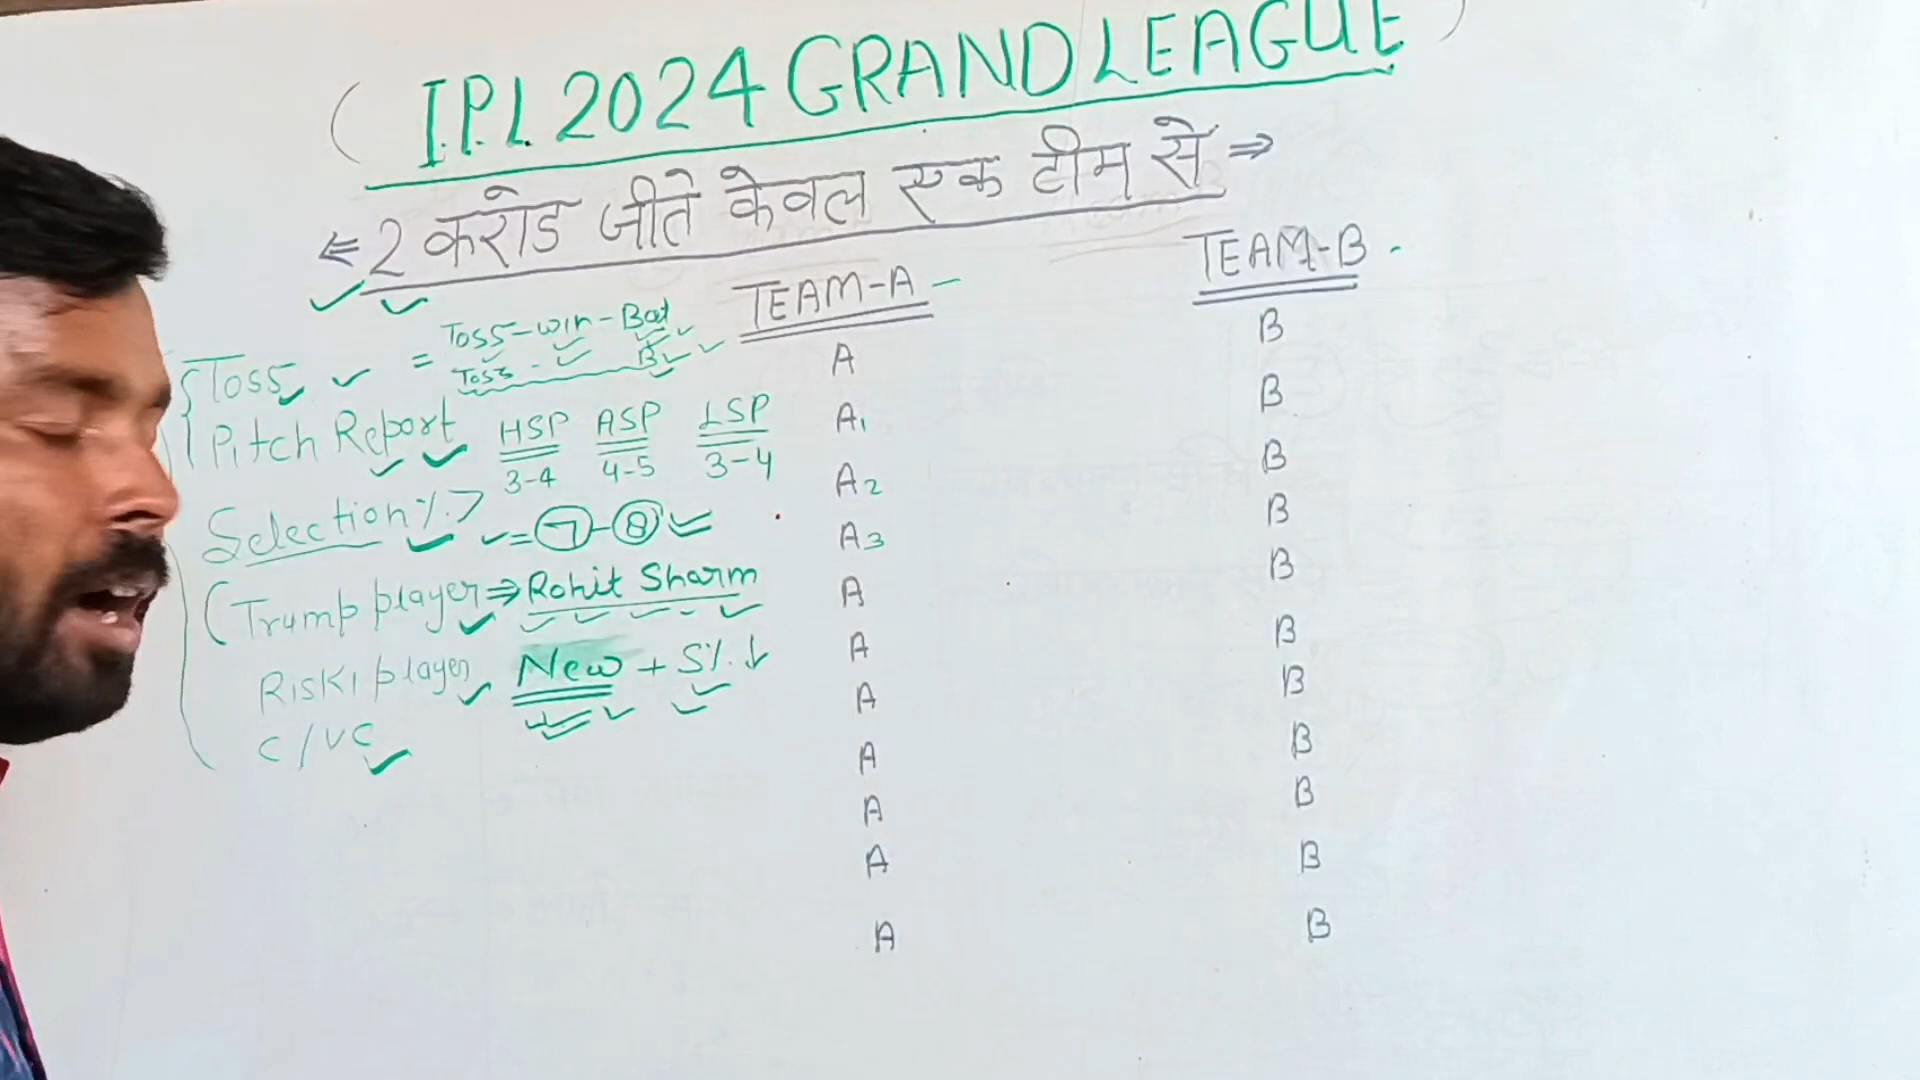 ( I.P.L 2024 GRAND LEAGUE )
⇐ 2 करोड जीते केवल एक टीम से ⇒
TEAM-A - TEAM-B -
Toss = Toss-win-Bat
Toss - B
Pitch Report HSP ASP LSP
3-4 4-5 3-4
Selection %.> = 7-8
(Trump player ⇒ Rohit Sharm
Riski player New + S%. ↓
C/VC
A B
A1 B
A2 B
A3 B
A B
A B
A B
A B
A B
A B
A B